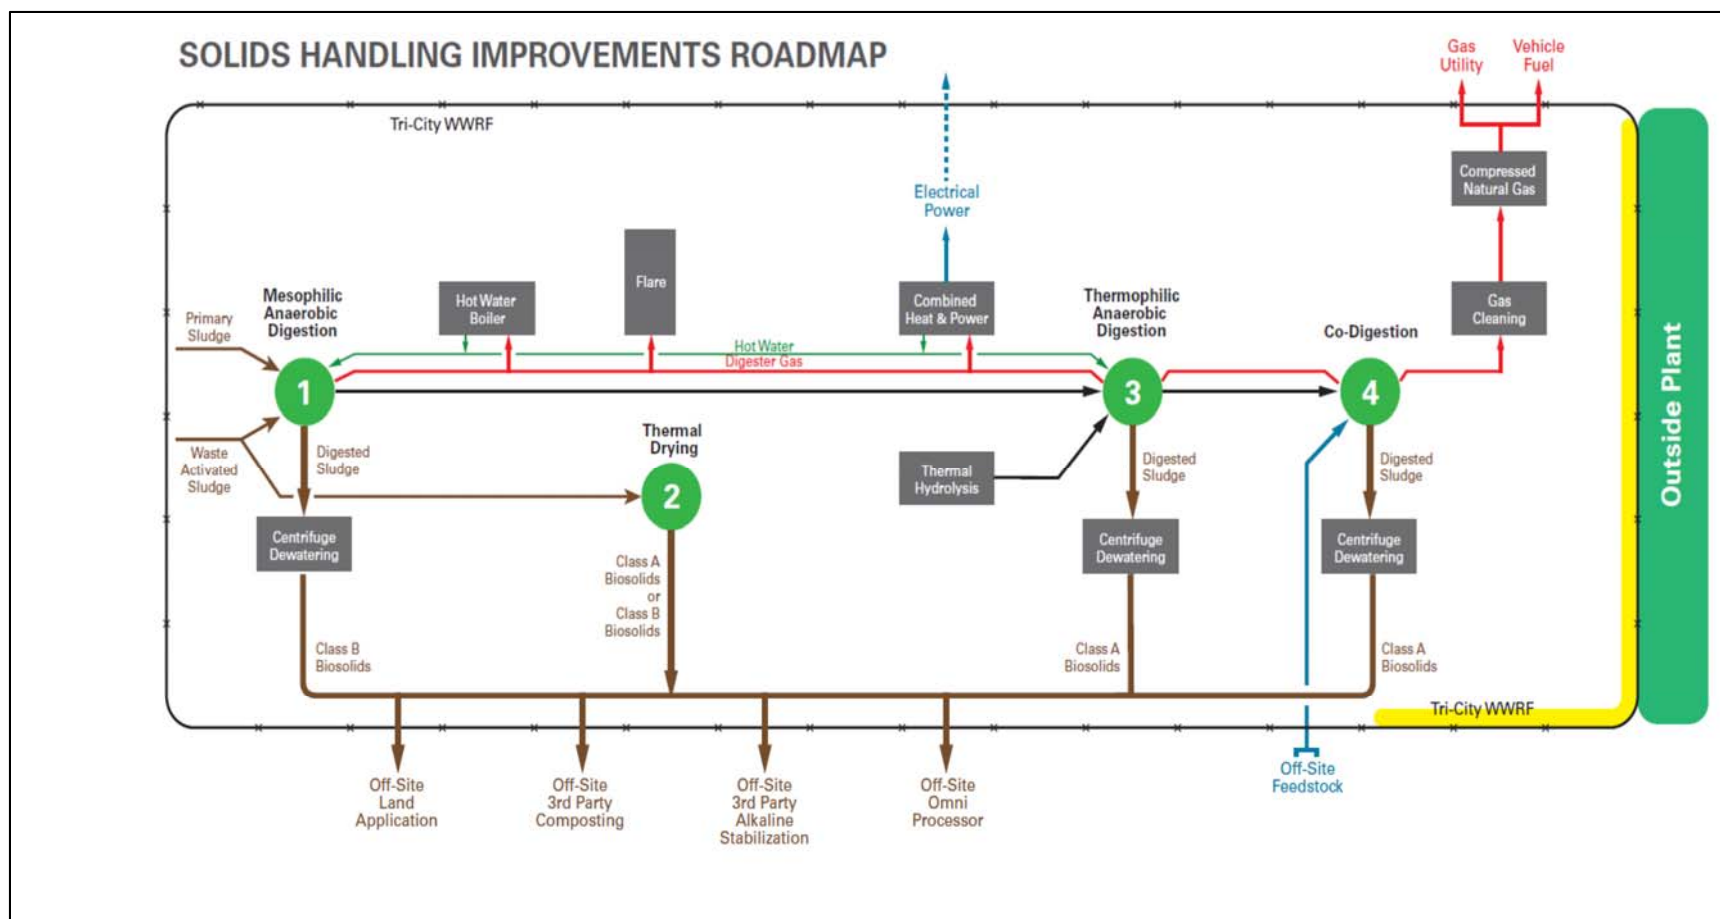 SOLIDS HANDLING IMPROVEMENTS ROADMAP
Gas
Utility
Vehicle
Fuel
Tri-City WWRF
Compressed
Natural Gas
Electrical
Power
Mesophilic
Anaerobic
Digestion
Hot Water
Boiler
Flare
Combined
Heat & Power
Thermophilic
Anaerobic
Digestion
Gas
Cleaning
Co-Digestion
Primary
Sludge
Hot Water
Digester Gas
1
3
4
Outside Plant
Waste
Activated
Sludge
Digested
Sludge
Thermal
Drying
2
Thermal
Hydrolysis
Digested
Sludge
Digested
Sludge
Centrifuge
Dewatering
Centrifuge
Dewatering
Centrifuge
Dewatering
Class A
Biosolids
or
Class B
Biosolids
Class B
Biosolids
Class A
Biosolids
Class A
Biosolids
Tri-City WWRF
Off-Site
Land
Application
Off-Site
3rd Party
Composting
Off-Site
3rd Party
Alkaline
Stabilization
Off-Site
Omni
Processor
Off-Site
Feedstock